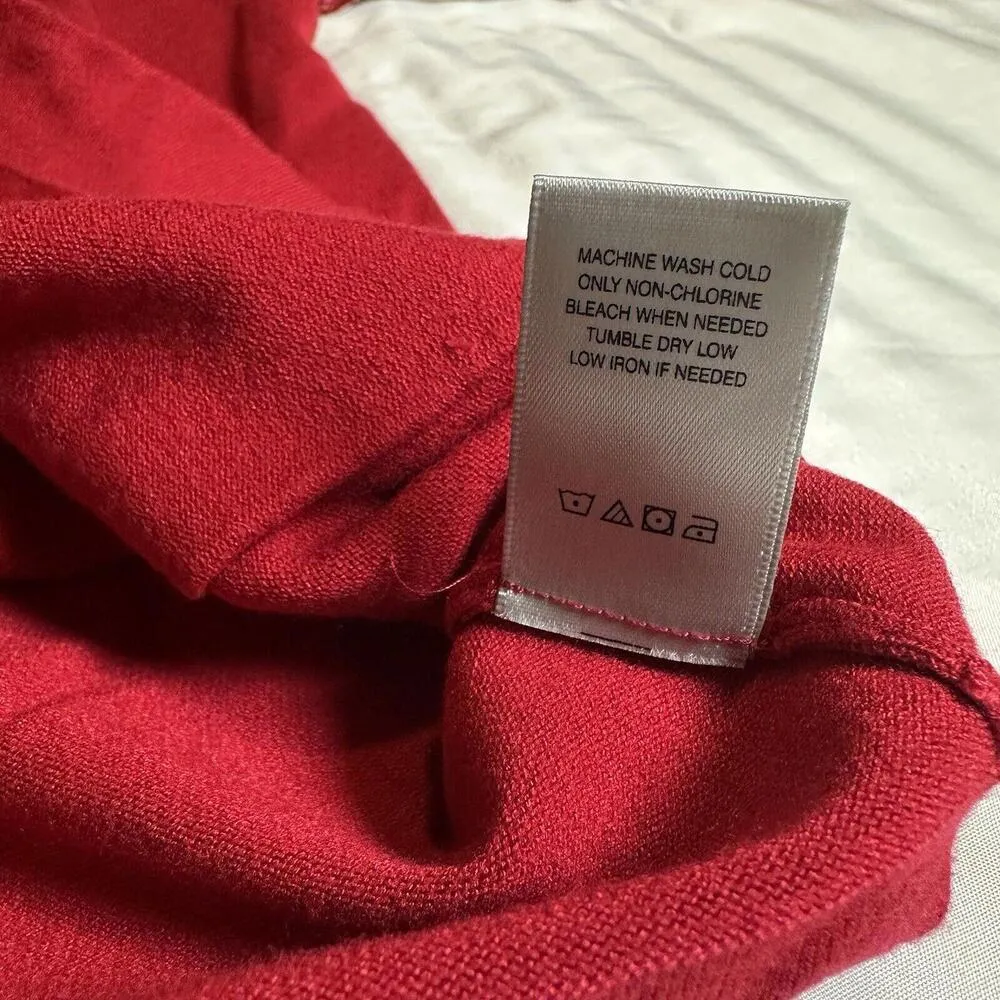 MACHINE WASH COLD
ONLY NON-CHLORINE
BLEACH WHEN NEEDED
TUMBLE DRY LOW
LOW IRON IF NEEDED